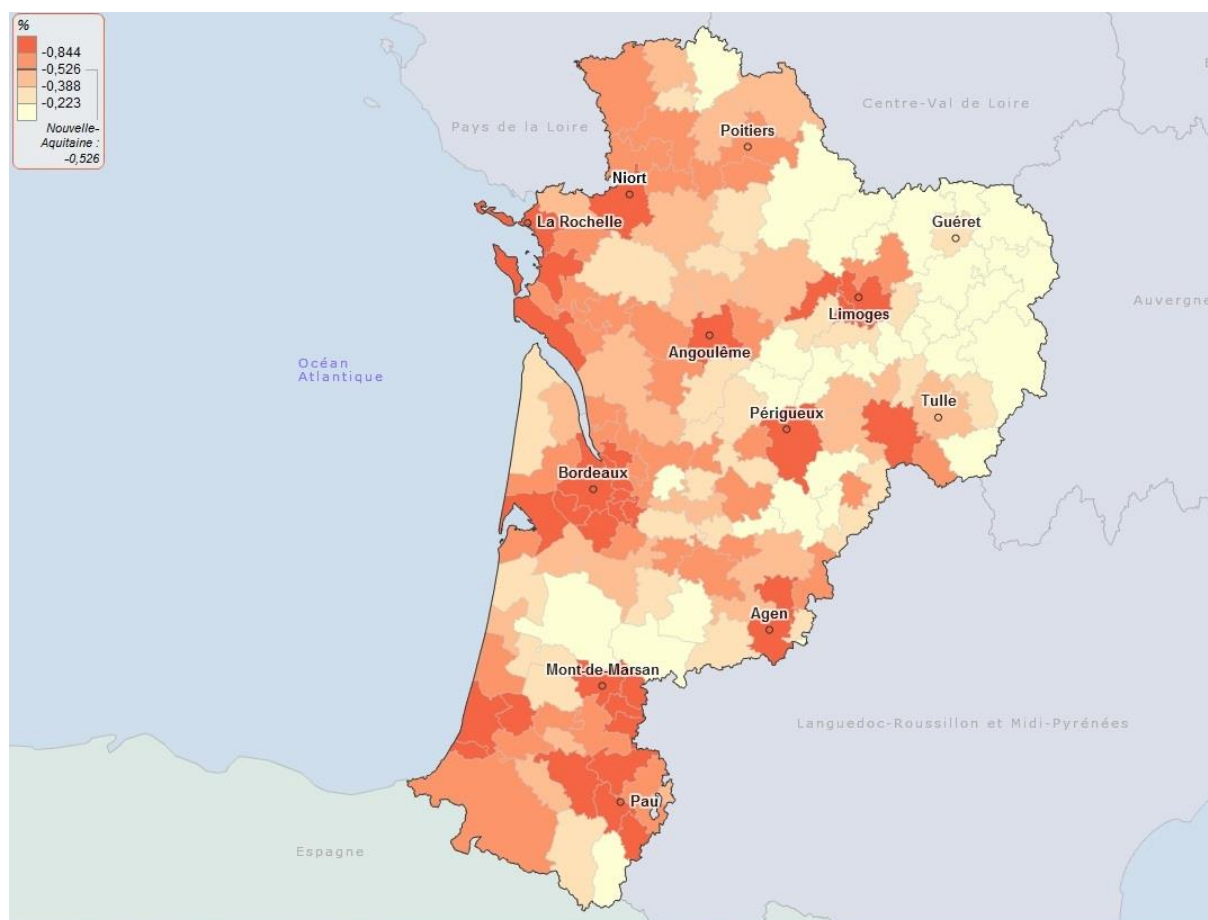 %
-0,844
-0,526
-0,388
-0,223
Nouvelle-
Aquitaine :
-0,526
Centre-Val de Loire
Pays de la Loire
Poitiers
Niort
La Rochelle
Guéret
Auvergne
Limoges
Angoulême
Océan
Atlantique
Tulle
Périgueux
Bordeaux
Agen
Mont-de-Marsan
Languedoc-Roussillon et Midi-Pyrénées
Pau
Espagne